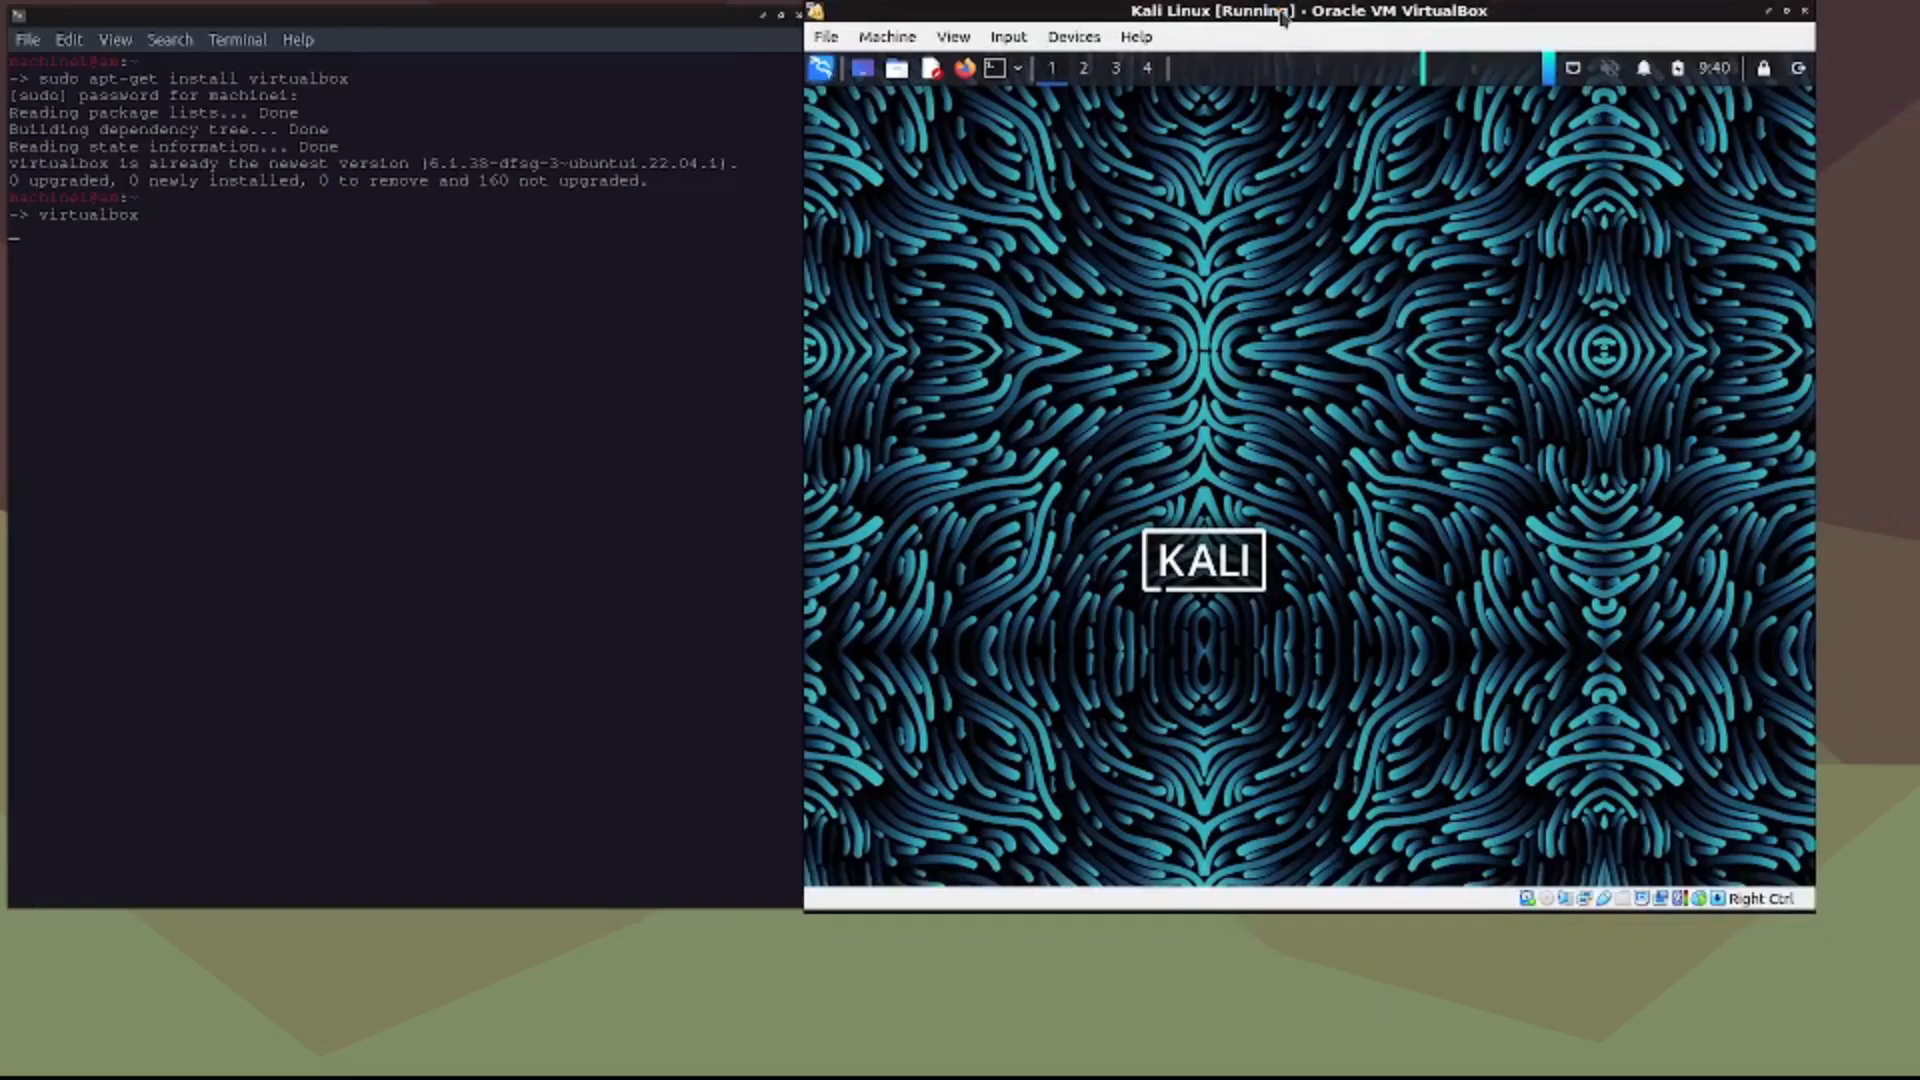 File Edit View Search Terminal Help
machine1@am:~
-> sudo apt-get install virtualbox
[sudo] password for machine1:
Reading package lists... Done
Building dependency tree... Done
Reading state information... Done
virtualbox is already the newest version (6.1.38-dfsg-3~ubuntu1.22.04.1).
0 upgraded, 0 newly installed, 0 to remove and 160 not upgraded.
machine1@am:~
-> virtualbox
Kali Linux [Running] - Oracle VM VirtualBox
File Machine View Input Devices Help
1 2 3 4 9:40
KALI
Right Ctrl